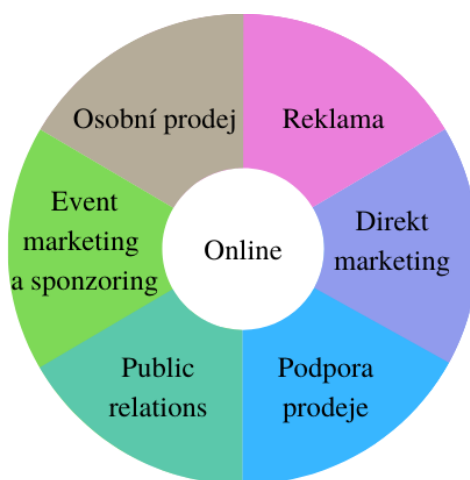 Osobní prodej
Reklama
Event
marketing
a sponzoring
Online
Direkt
marketing
Public
relations
Podpora
prodeje